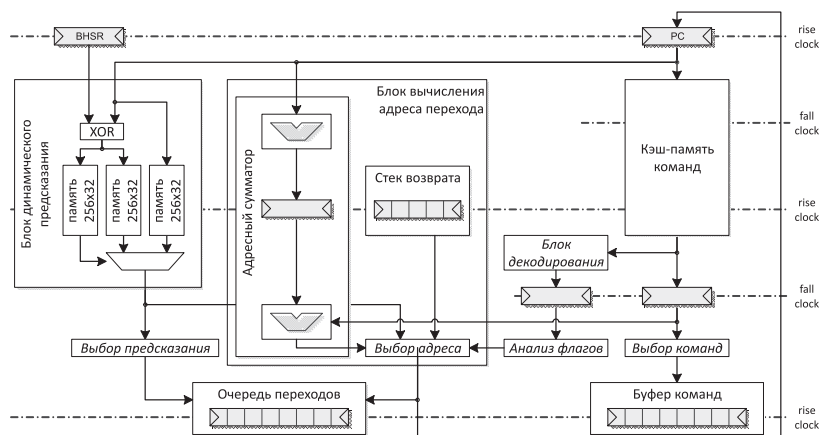 BHSR
PC
rise
clock
Блок вычисления
адреса перехода
fall
clock
XOR
Кэш-память
команд
Блок динамического
предсказания
память
256x32
память
256x32
память
256x32
Адресный сумматор
Стек возврата
rise
clock
Блок
декодирования
fall
clock
Выбор предсказания
Выбор адреса
Анализ флагов
Выбор команд
Очередь переходов
Буфер команд
rise
clock